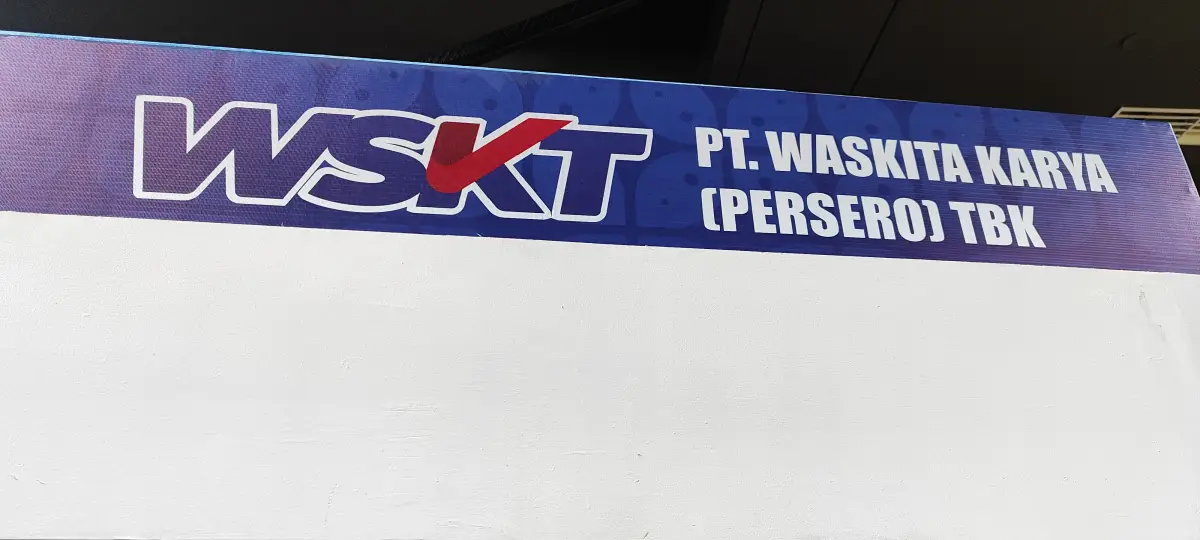 WSKT
PT. WASKITA KARYA
(PERSERO) TBK